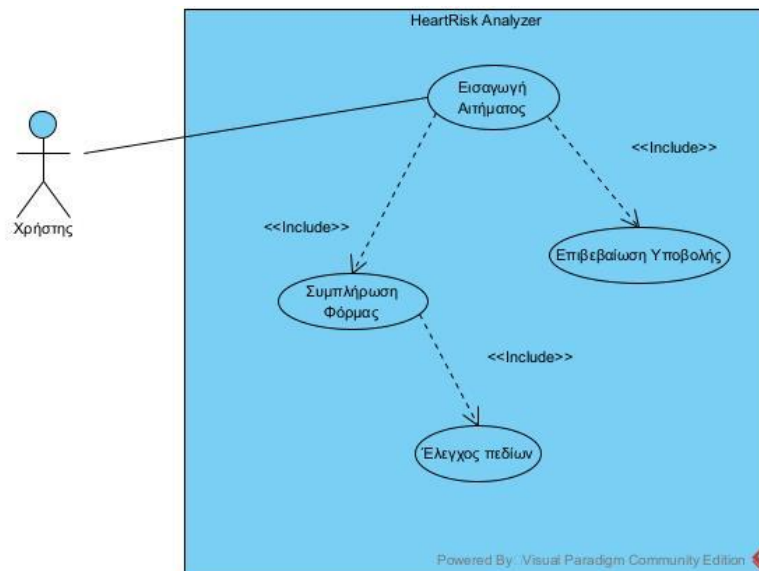 HeartRisk Analyzer
Εισαγωγή
Αιτήματος
<<Include>>
Χρήστης
<<Include>>
Επιβεβαίωση Υποβολής
Συμπλήρωση
Φόρμας
<<Include>>
Έλεγχος πεδίων
Powered By Visual Paradigm Community Edition